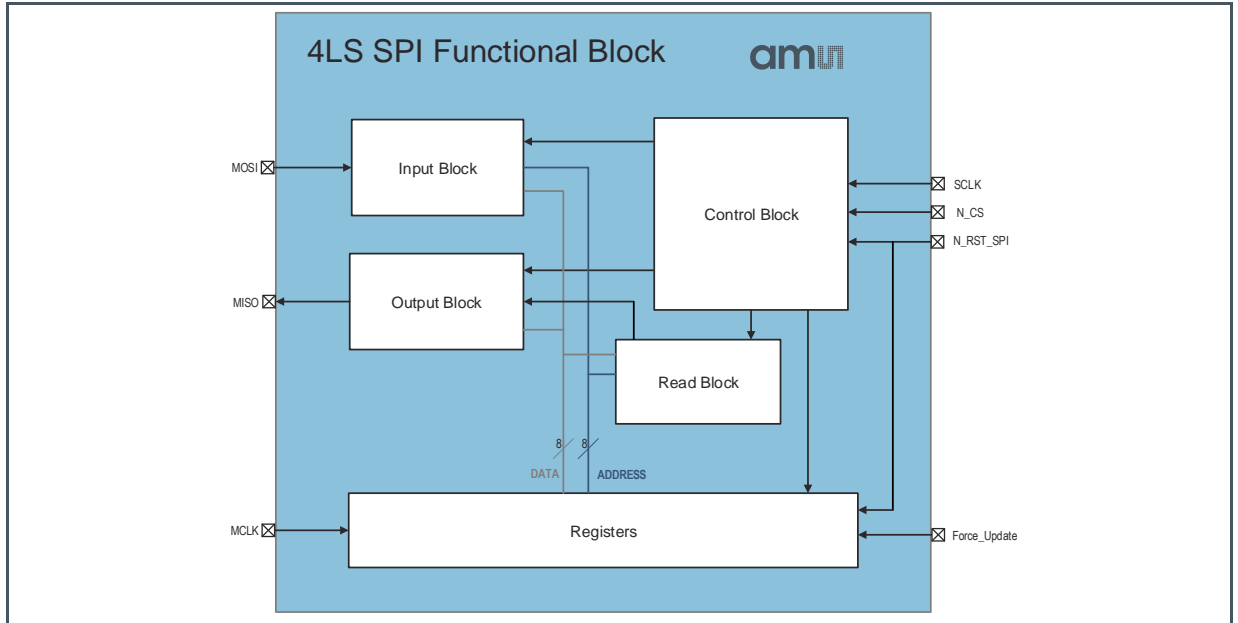 4LS SPI Functional Block
am
MOSI
Input Block
Control Block
SCLK
N_CS
N_RST_SPI
MISO
Output Block
Read Block
8
8
DATA
ADDRESS
MCLK
Registers
Force_Update